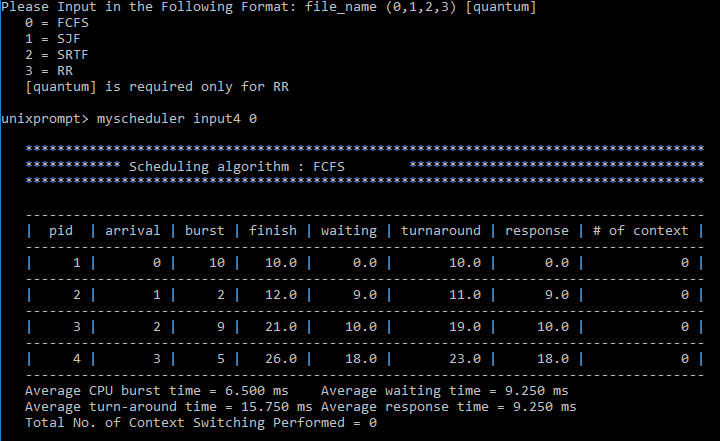 Please Input in the Following Format: file_name (0,1,2,3) [quantum]
   0 = FCFS
   1 = SJF
   2 = SRTF
   3 = RR
   [quantum] is required only for RR

unixprompt> myscheduler input4 0

   *************************************************************************************
   ************ Scheduling algorithm : FCFS        *************************************
   *************************************************************************************

   -------------------------------------------------------------------------------------
   |  pid  | arrival | burst | finish | waiting | turnaround | response | # of context |
   -------------------------------------------------------------------------------------
   |     1 |       0 |    10 |   10.0 |     0.0 |       10.0 |      0.0 |            0 |
   -------------------------------------------------------------------------------------
   |     2 |       1 |     2 |   12.0 |     9.0 |       11.0 |      9.0 |            0 |
   -------------------------------------------------------------------------------------
   |     3 |       2 |     9 |   21.0 |    10.0 |       19.0 |     10.0 |            0 |
   -------------------------------------------------------------------------------------
   |     4 |       3 |     5 |   26.0 |    18.0 |       23.0 |     18.0 |            0 |
   -------------------------------------------------------------------------------------
   Average CPU burst time = 6.500 ms    Average waiting time = 9.250 ms
   Average turn-around time = 15.750 ms Average response time = 9.250 ms
   Total No. of Context Switching Performed = 0